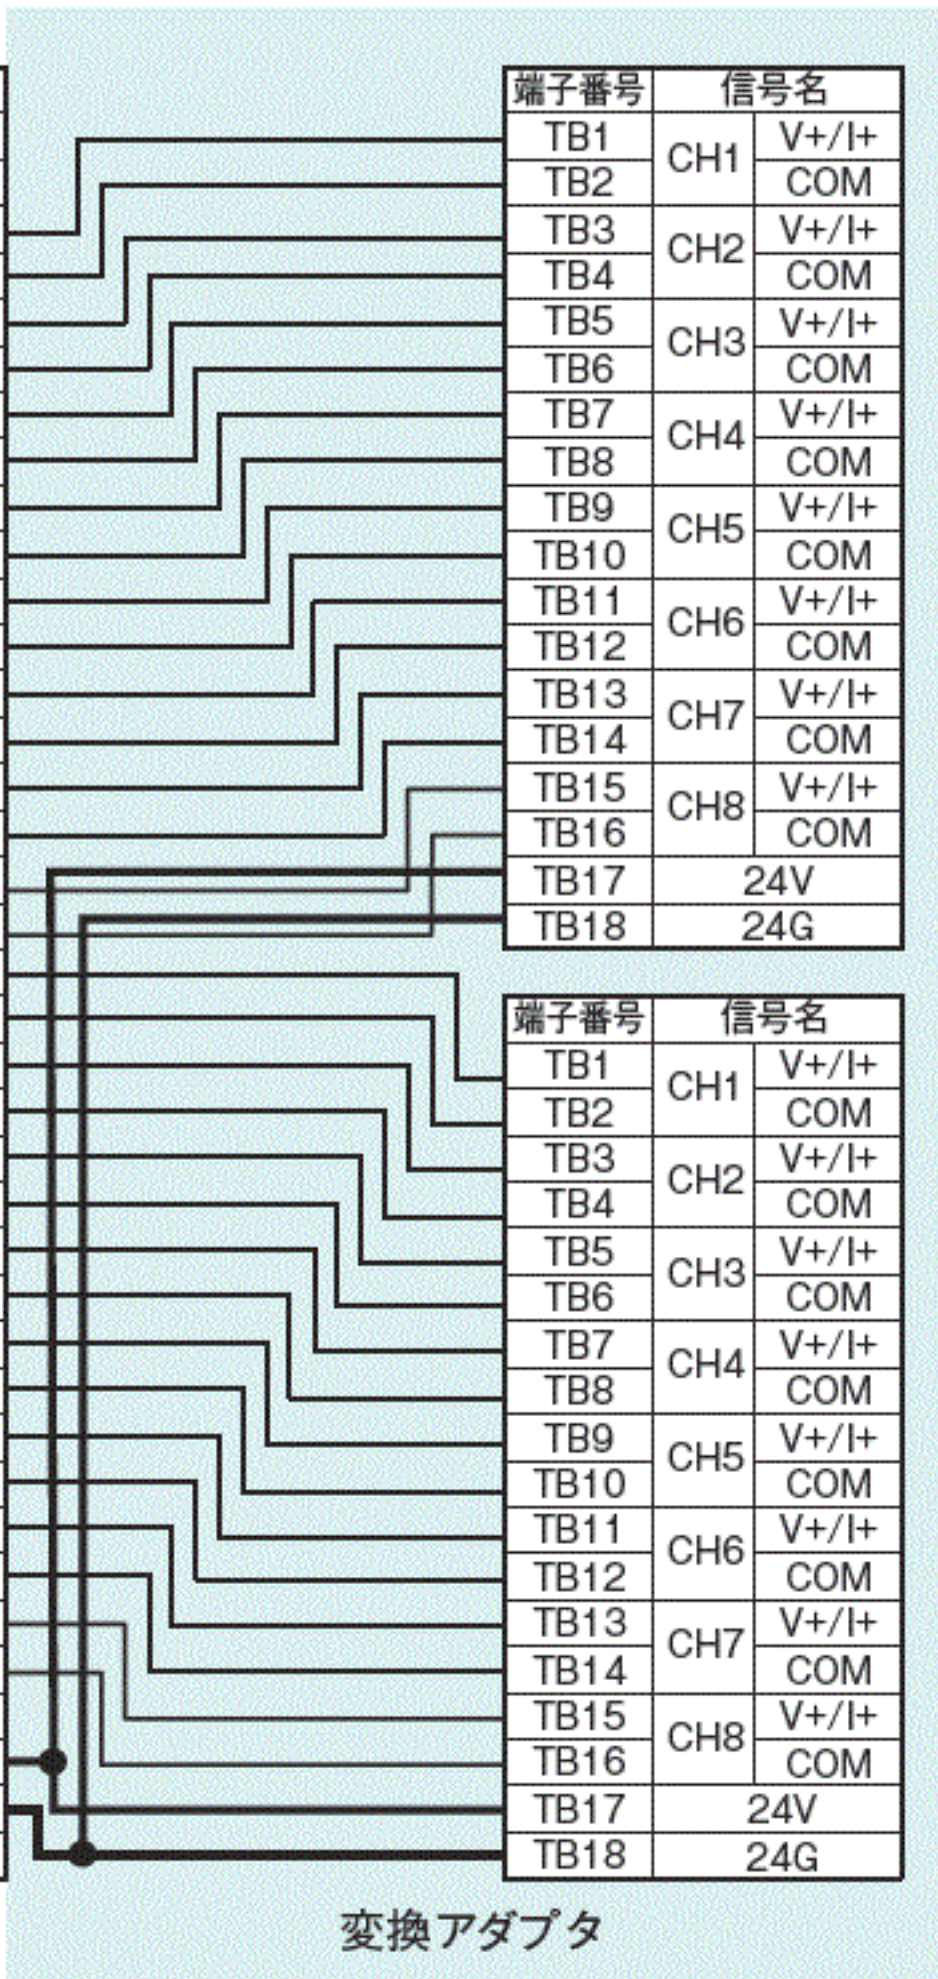 端子番号 信号名
TB1 CH1 V+/I+
TB2 COM
TB3 CH2 V+/I+
TB4 COM
TB5 CH3 V+/I+
TB6 COM
TB7 CH4 V+/I+
TB8 COM
TB9 CH5 V+/I+
TB10 COM
TB11 CH6 V+/I+
TB12 COM
TB13 CH7 V+/I+
TB14 COM
TB15 CH8 V+/I+
TB16 COM
TB17 24V
TB18 24G
端子番号 信号名
TB1 CH1 V+/I+
TB2 COM
TB3 CH2 V+/I+
TB4 COM
TB5 CH3 V+/I+
TB6 COM
TB7 CH4 V+/I+
TB8 COM
TB9 CH5 V+/I+
TB10 COM
TB11 CH6 V+/I+
TB12 COM
TB13 CH7 V+/I+
TB14 COM
TB15 CH8 V+/I+
TB16 COM
TB17 24V
TB18 24G
変換アダプタ